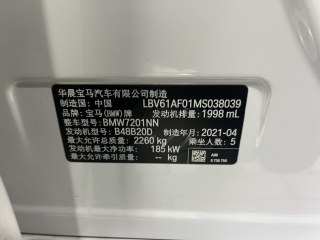 华晨宝马汽车有限公司
制造国：中国 LBV61AF01MS038039
品牌：宝马(BMW)牌 发动机排量：1998 mL
整车型号：BMW7201NN
发动机型号：B48B20D 制造年月：2021-04
最大允许总质量：2260 kg 乘坐人数：5
发动机最大净功率：185 kW
最大允许牵引质量：- kg